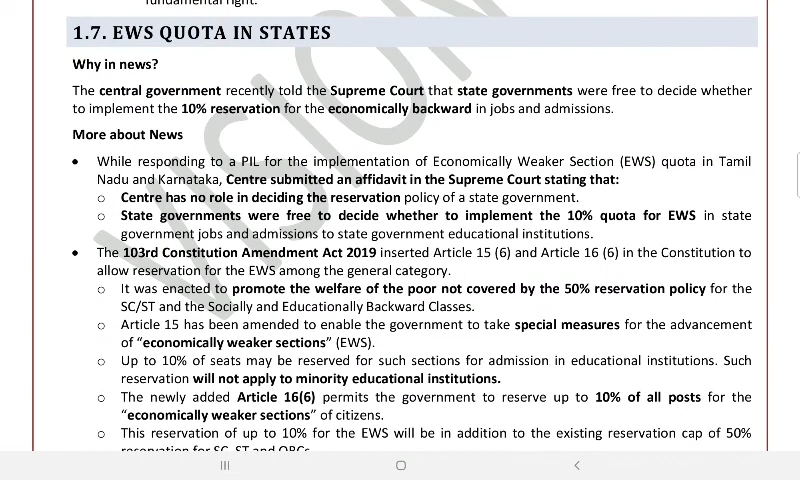 fundamental right.
1.7. EWS QUOTA IN STATES
Why in news?
The central government recently told the Supreme Court that state governments were free to decide whether
to implement the 10% reservation for the economically backward in jobs and admissions.
More about News
• While responding to a PIL for the implementation of Economically Weaker Section (EWS) quota in Tamil
Nadu and Karnataka, Centre submitted an affidavit in the Supreme Court stating that:
o Centre has no role in deciding the reservation policy of a state government.
o State governments were free to decide whether to implement the 10% quota for EWS in state
government jobs and admissions to state government educational institutions.
• The 103rd Constitution Amendment Act 2019 inserted Article 15 (6) and Article 16 (6) in the Constitution to
allow reservation for the EWS among the general category.
o It was enacted to promote the welfare of the poor not covered by the 50% reservation policy for the
SC/ST and the Socially and Educationally Backward Classes.
o Article 15 has been amended to enable the government to take special measures for the advancement
of “economically weaker sections” (EWS).
o Up to 10% of seats may be reserved for such sections for admission in educational institutions. Such
reservation will not apply to minority educational institutions.
o The newly added Article 16(6) permits the government to reserve up to 10% of all posts for the
“economically weaker sections” of citizens.
o This reservation of up to 10% for the EWS will be in addition to the existing reservation cap of 50%
reservation for SC, ST and OBCs.
VISION